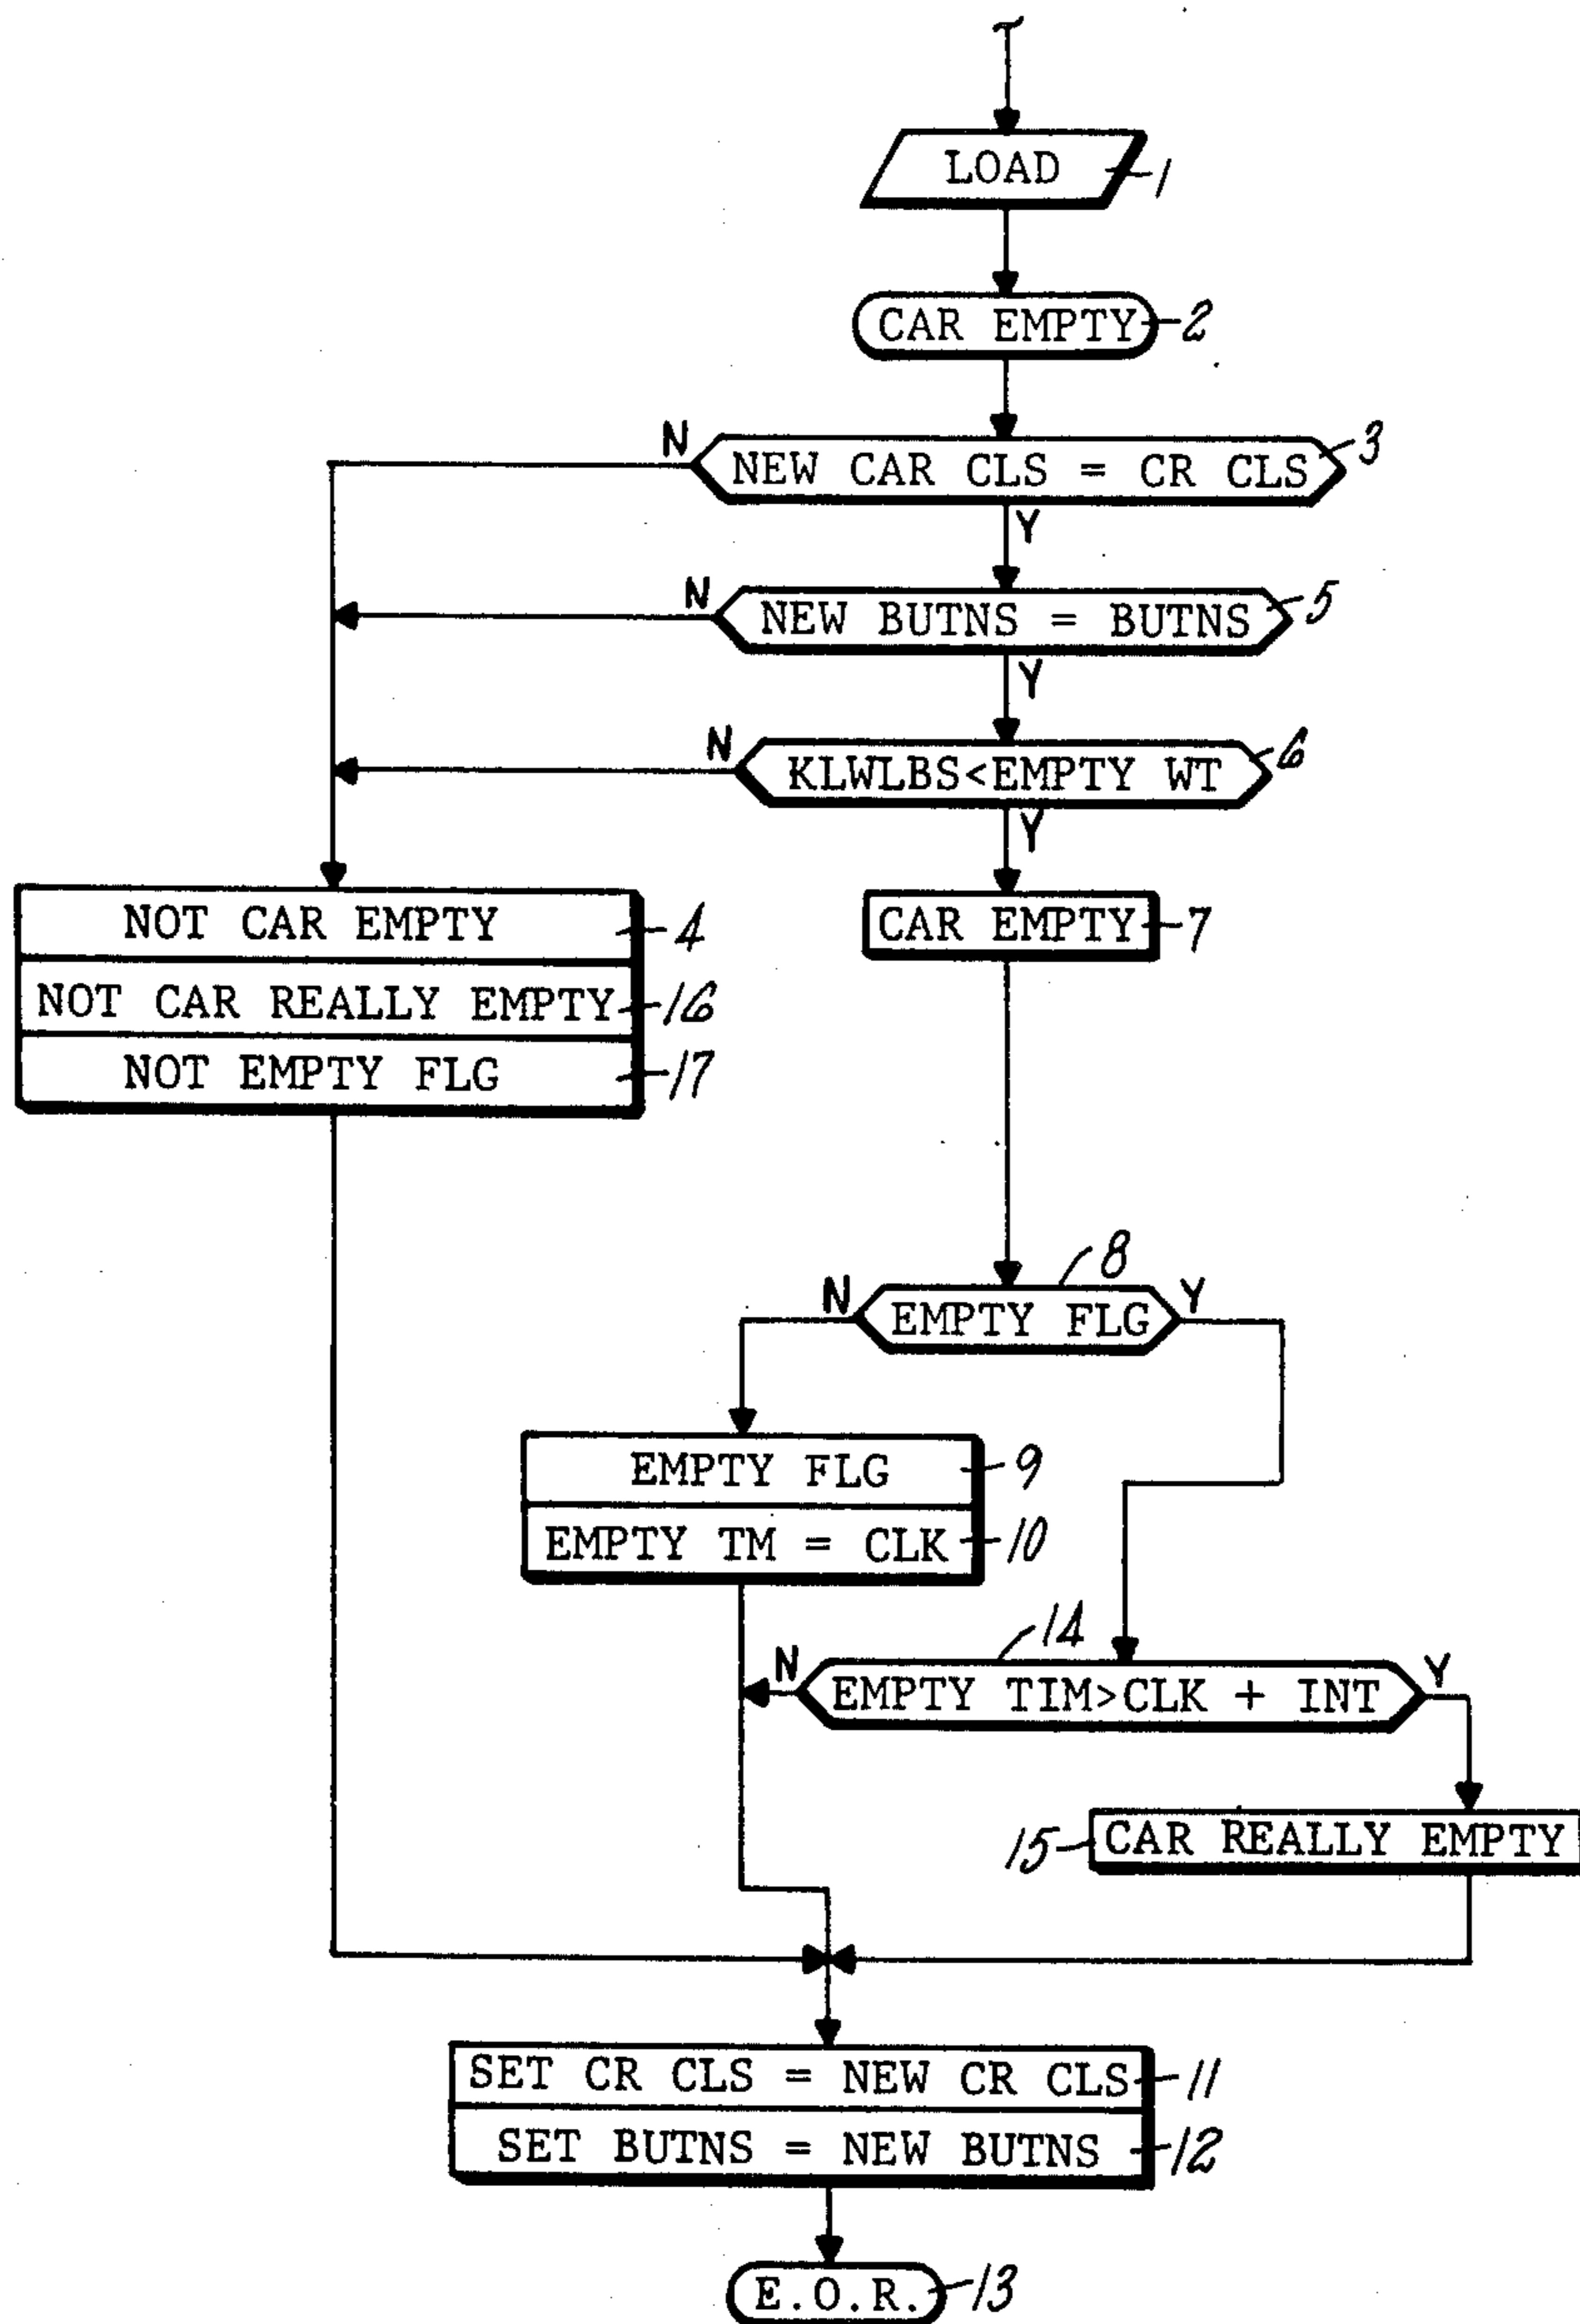 LOAD 1
CAR EMPTY 2
N NEW CAR CLS = CR CLS 3
Y
N NEW BUTNS = BUTNS 5
Y
N KLWLBS<EMPTY WT 6
Y
NOT CAR EMPTY 4
NOT CAR REALLY EMPTY 16
NOT EMPTY FLG 17
CAR EMPTY 7
8
N EMPTY FLG Y
EMPTY FLG 9
EMPTY TM = CLK 10
14
N EMPTY TIM>CLK + INT Y
15 CAR REALLY EMPTY
SET CR CLS = NEW CR CLS 11
SET BUTNS = NEW BUTNS 12
E.O.R. 13